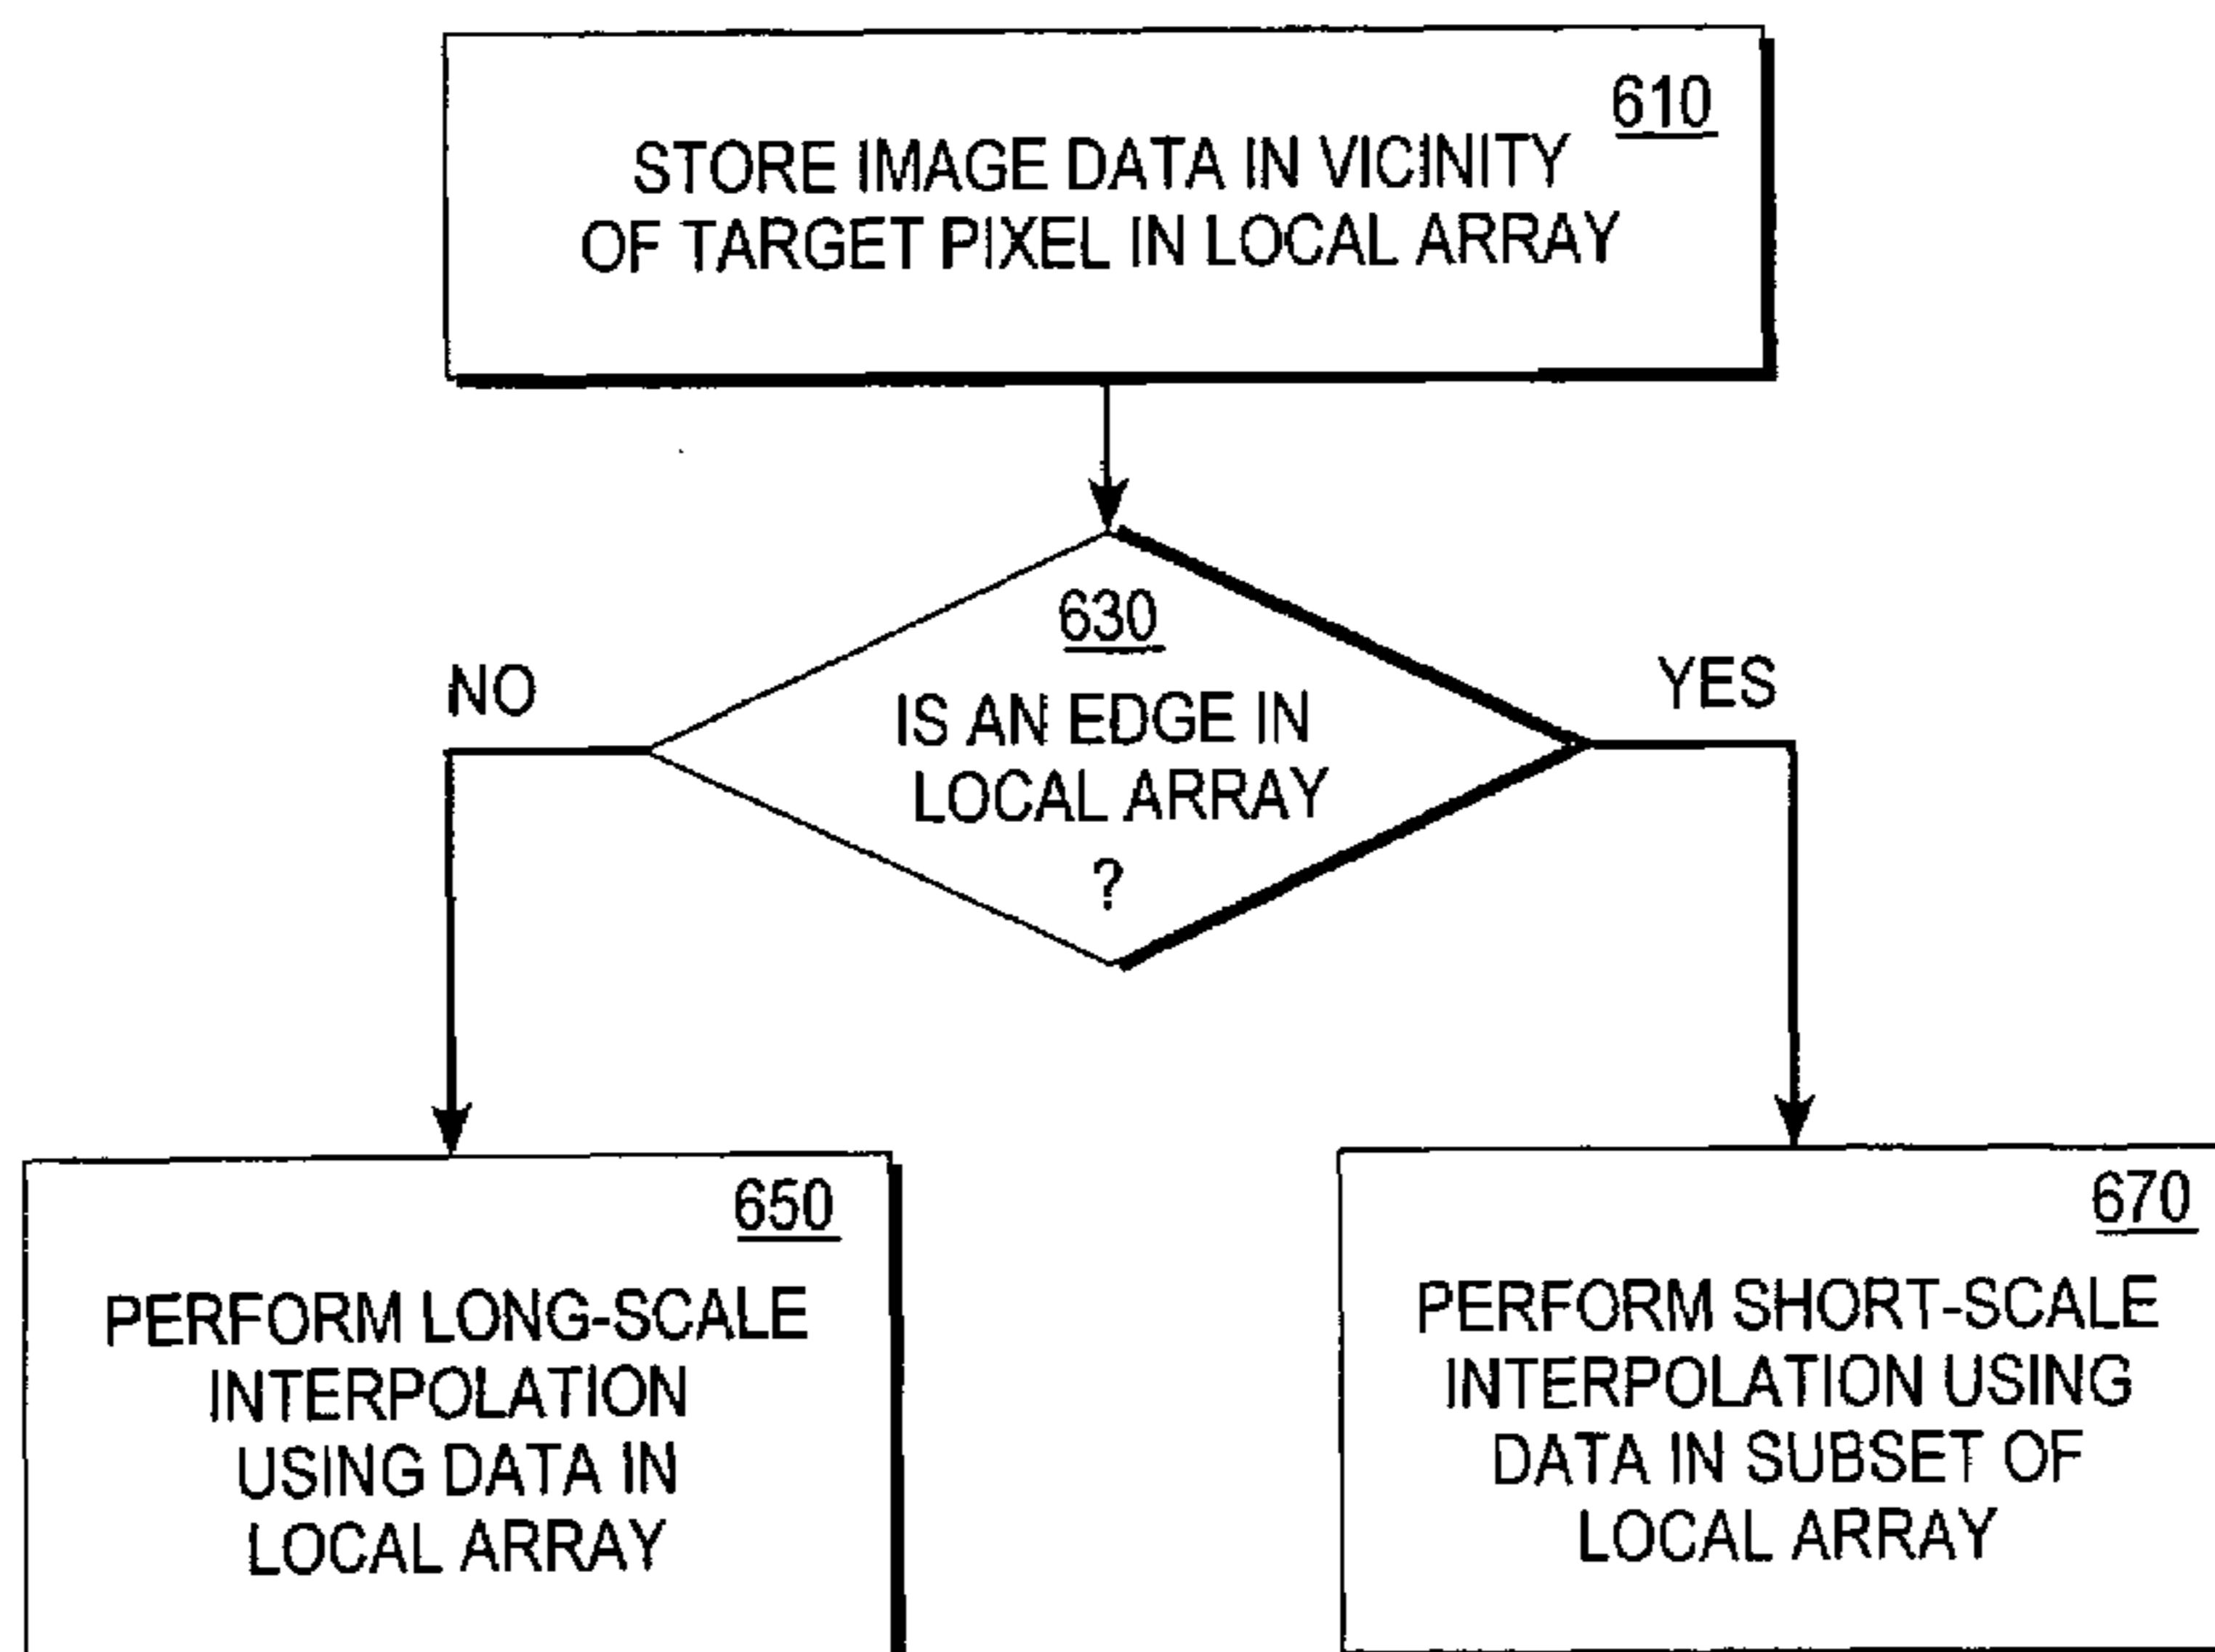 610
STORE IMAGE DATA IN VICINITY
OF TARGET PIXEL IN LOCAL ARRAY
630
NO
YES
IS AN EDGE IN
LOCAL ARRAY
?
650
PERFORM LONG-SCALE
INTERPOLATION
USING DATA IN
LOCAL ARRAY
670
PERFORM SHORT-SCALE
INTERPOLATION USING
DATA IN SUBSET OF
LOCAL ARRAY